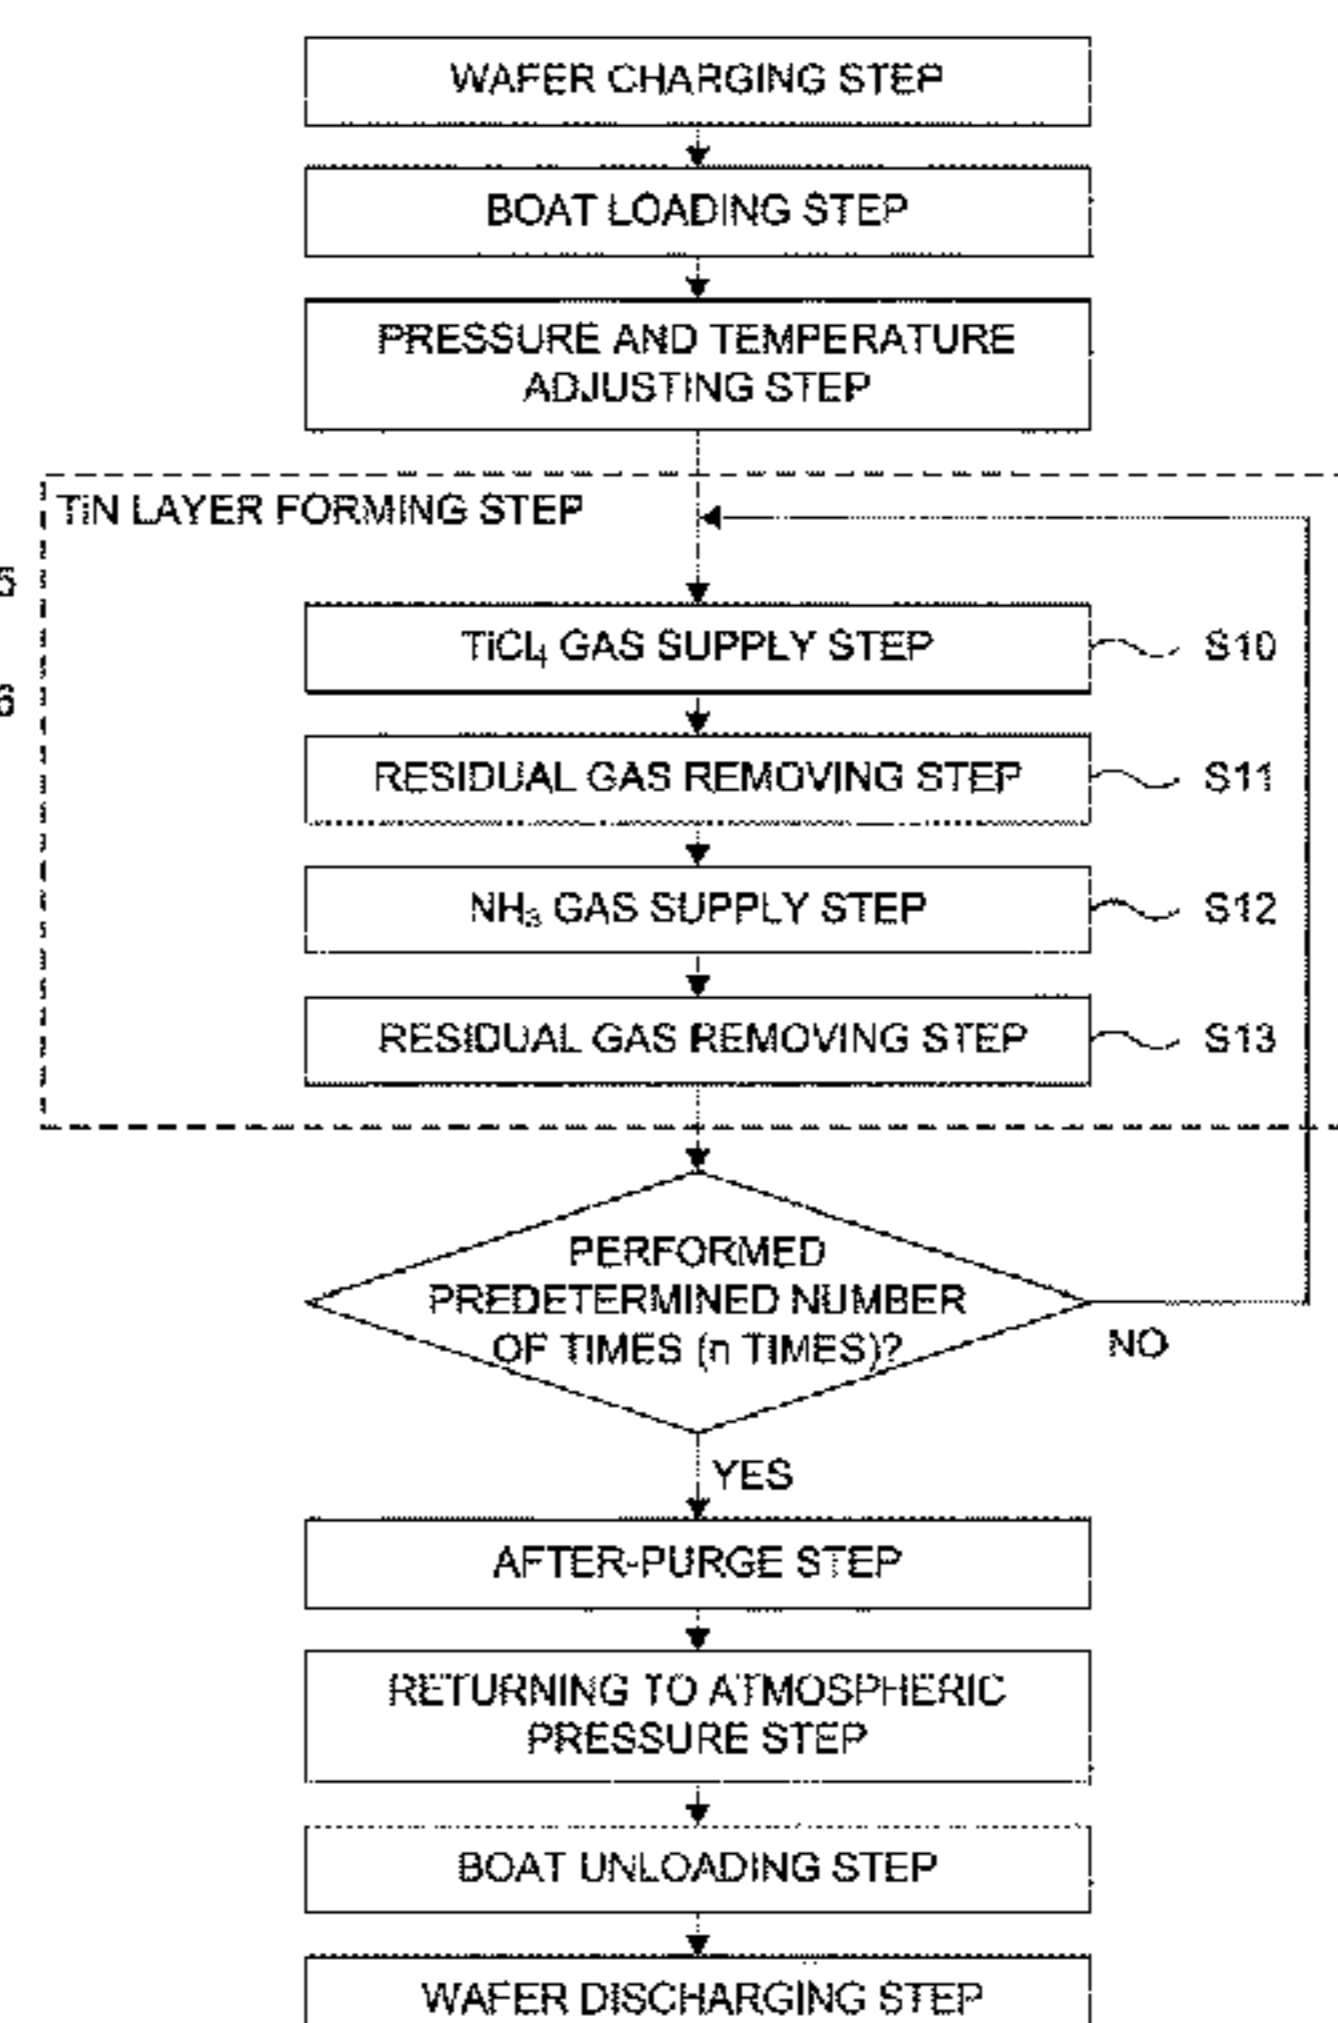 WAFER CHARGING STEP
BOAT LOADING STEP
PRESSURE AND TEMPERATURE
ADJUSTING STEP
TiN LAYER FORMING STEP
5
TiCl₄ GAS SUPPLY STEP
S10
6
RESIDUAL GAS REMOVING STEP
S11
NH₃ GAS SUPPLY STEP
S12
RESIDUAL GAS REMOVING STEP
S13
PERFORMED
PREDETERMINED NUMBER
OF TIMES (n TIMES)?
NO
YES
AFTER-PURGE STEP
RETURNING TO ATMOSPHERIC
PRESSURE STEP
BOAT UNLOADING STEP
WAFER DISCHARGING STEP